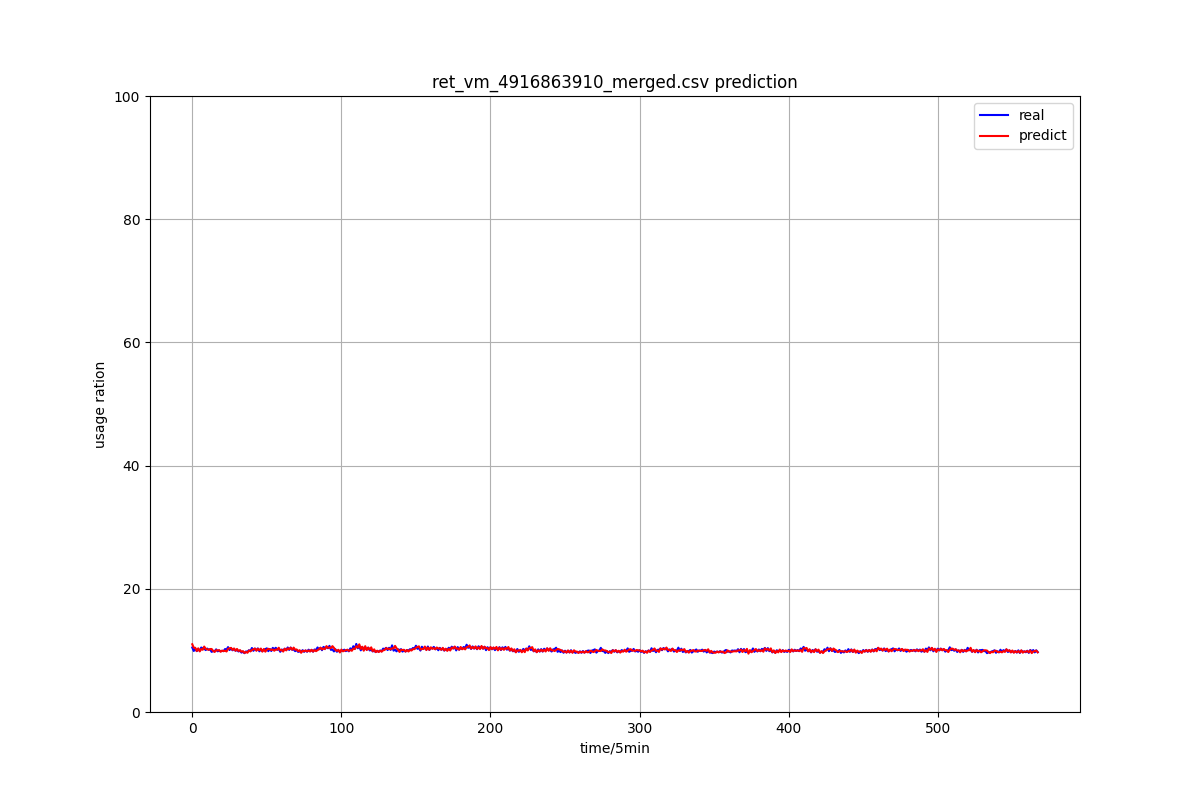 ret_vm_4916863910_merged.csv prediction
100
80
60
40
20
0
usage ration
real
predict
0 100 200 300 400 500
time/5min